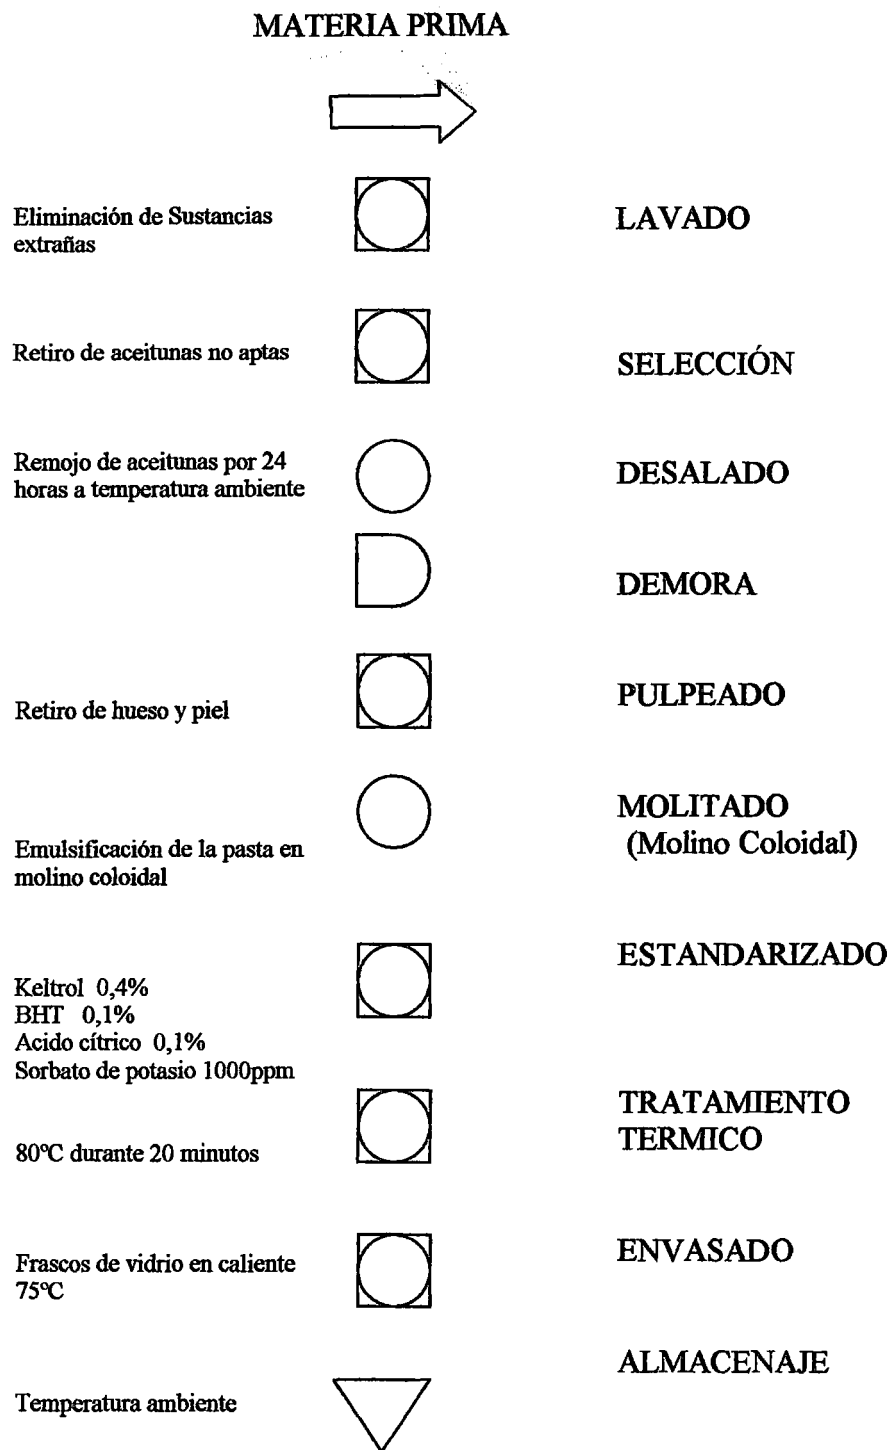 MATERIA PRIMA
Eliminación de Sustancias
extrañas
LAVADO
Retiro de aceitunas no aptas
SELECCIÓN
Remojo de aceitunas por 24
horas a temperatura ambiente
DESALADO
DEMORA
Retiro de hueso y piel
PULPEADO
Emulsificación de la pasta en
molino coloidal
MOLITADO
(Molino Coloidal)
Keltrol 0,4%
BHT 0,1%
Acido cítrico 0,1%
Sorbato de potasio 1000ppm
ESTANDARIZADO
80ºC durante 20 minutos
TRATAMIENTO
TERMICO
Frascos de vidrio en caliente
75ºC
ENVASADO
Temperatura ambiente
ALMACENAJE